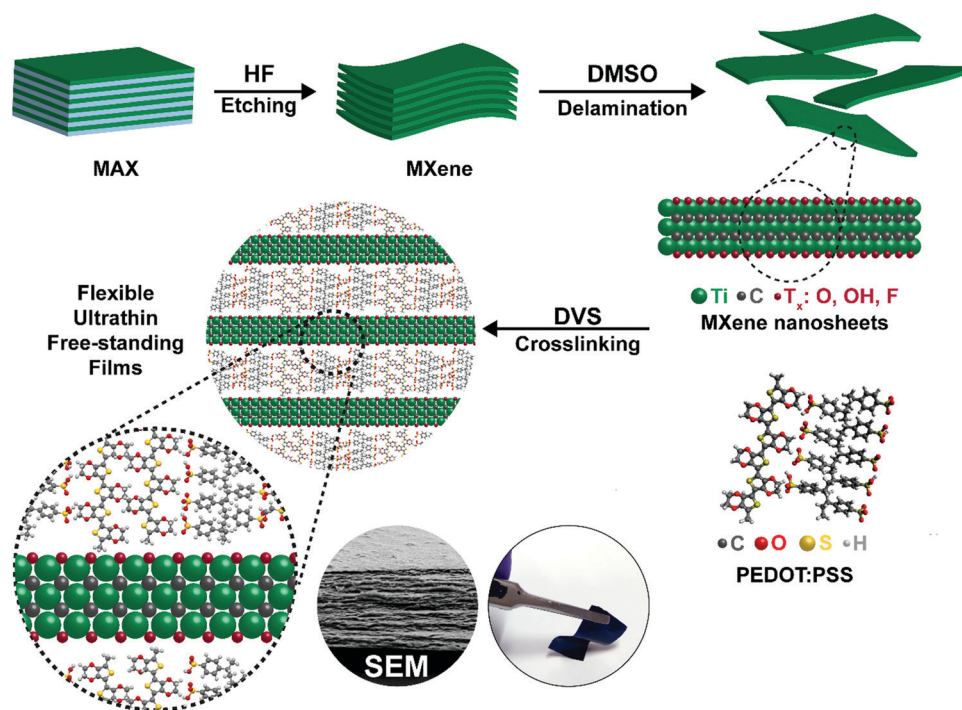 MAX
HF
Etching
MXene
DMSO
Delamination
Ti C Tx: O, OH, F
MXene nanosheets
DVS
Crosslinking
Flexible
Ultrathin
Free-standing
Films
C O S H
PEDOT:PSS
SEM